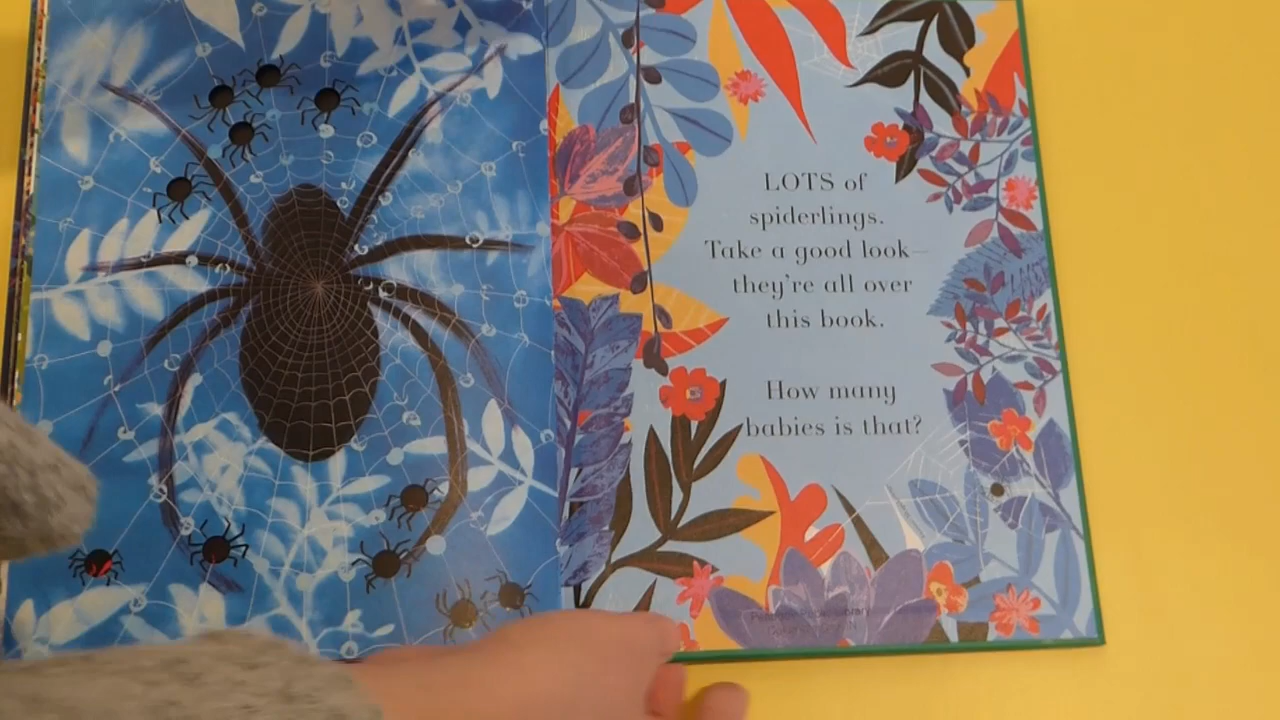 LOTS of
spiderlings.
Take a good look—
they're all over
this book.
How many
babies is that?